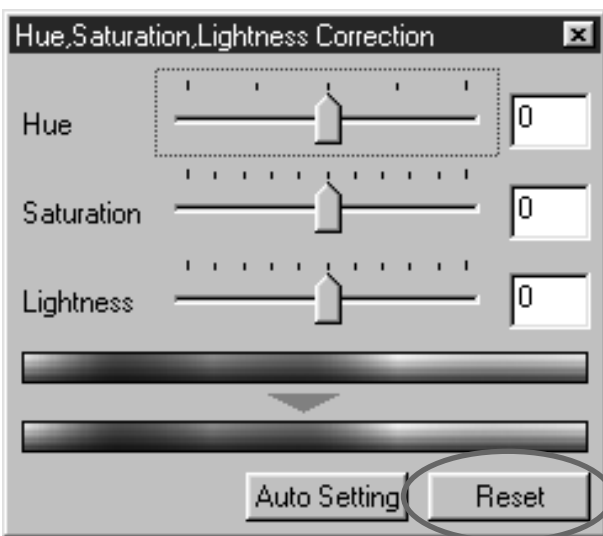 Hue,Saturation,Lightness Correction
Hue 0
Saturation 0
Lightness 0
Auto Setting Reset